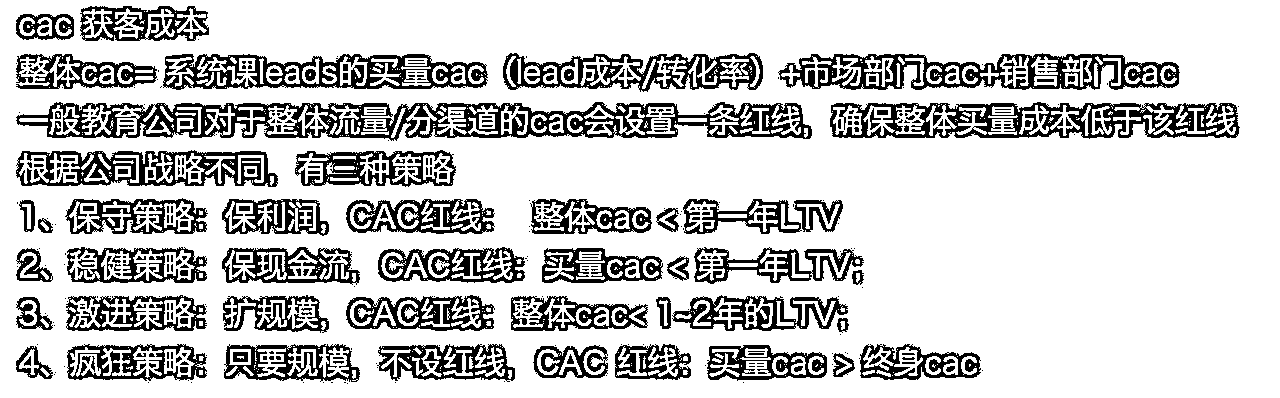 cac 获客成本
整体cac= 系统课leads的买量cac（lead成本/转化率）+市场部门cac+销售部门cac
一般教育公司对于整体流量/分渠道的cac会设置一条红线，确保整体买量成本低于该红线
根据公司战略不同，有三种策略
1、保守策略：保利润，CAC红线： 整体cac < 第一年LTV
2、稳健策略：保现金流，CAC红线：买量cac < 第一年LTV;
3、激进策略：扩规模，CAC红线：整体cac< 1~2年的LTV;
4、疯狂策略：只要规模，不设红线，CAC 红线：买量cac > 终身cac